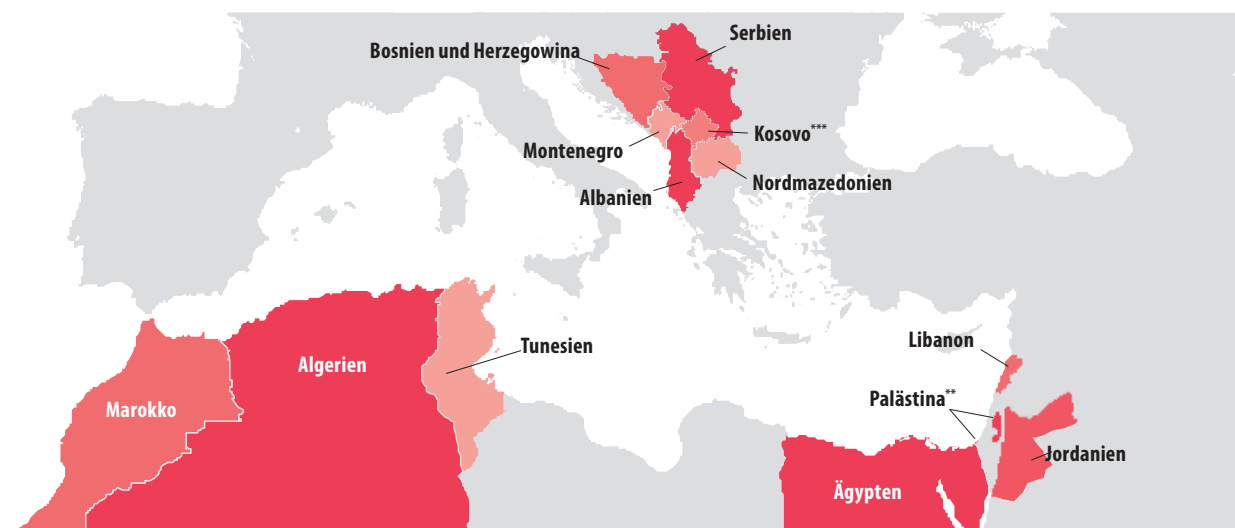 Serbien
Bosnien und Herzegowina
Kosovo***
Montenegro
Nordmazedonien
Albanien
Libanon
Tunesien
Algerien
Palästina**
Marokko
Jordanien
Ägypten